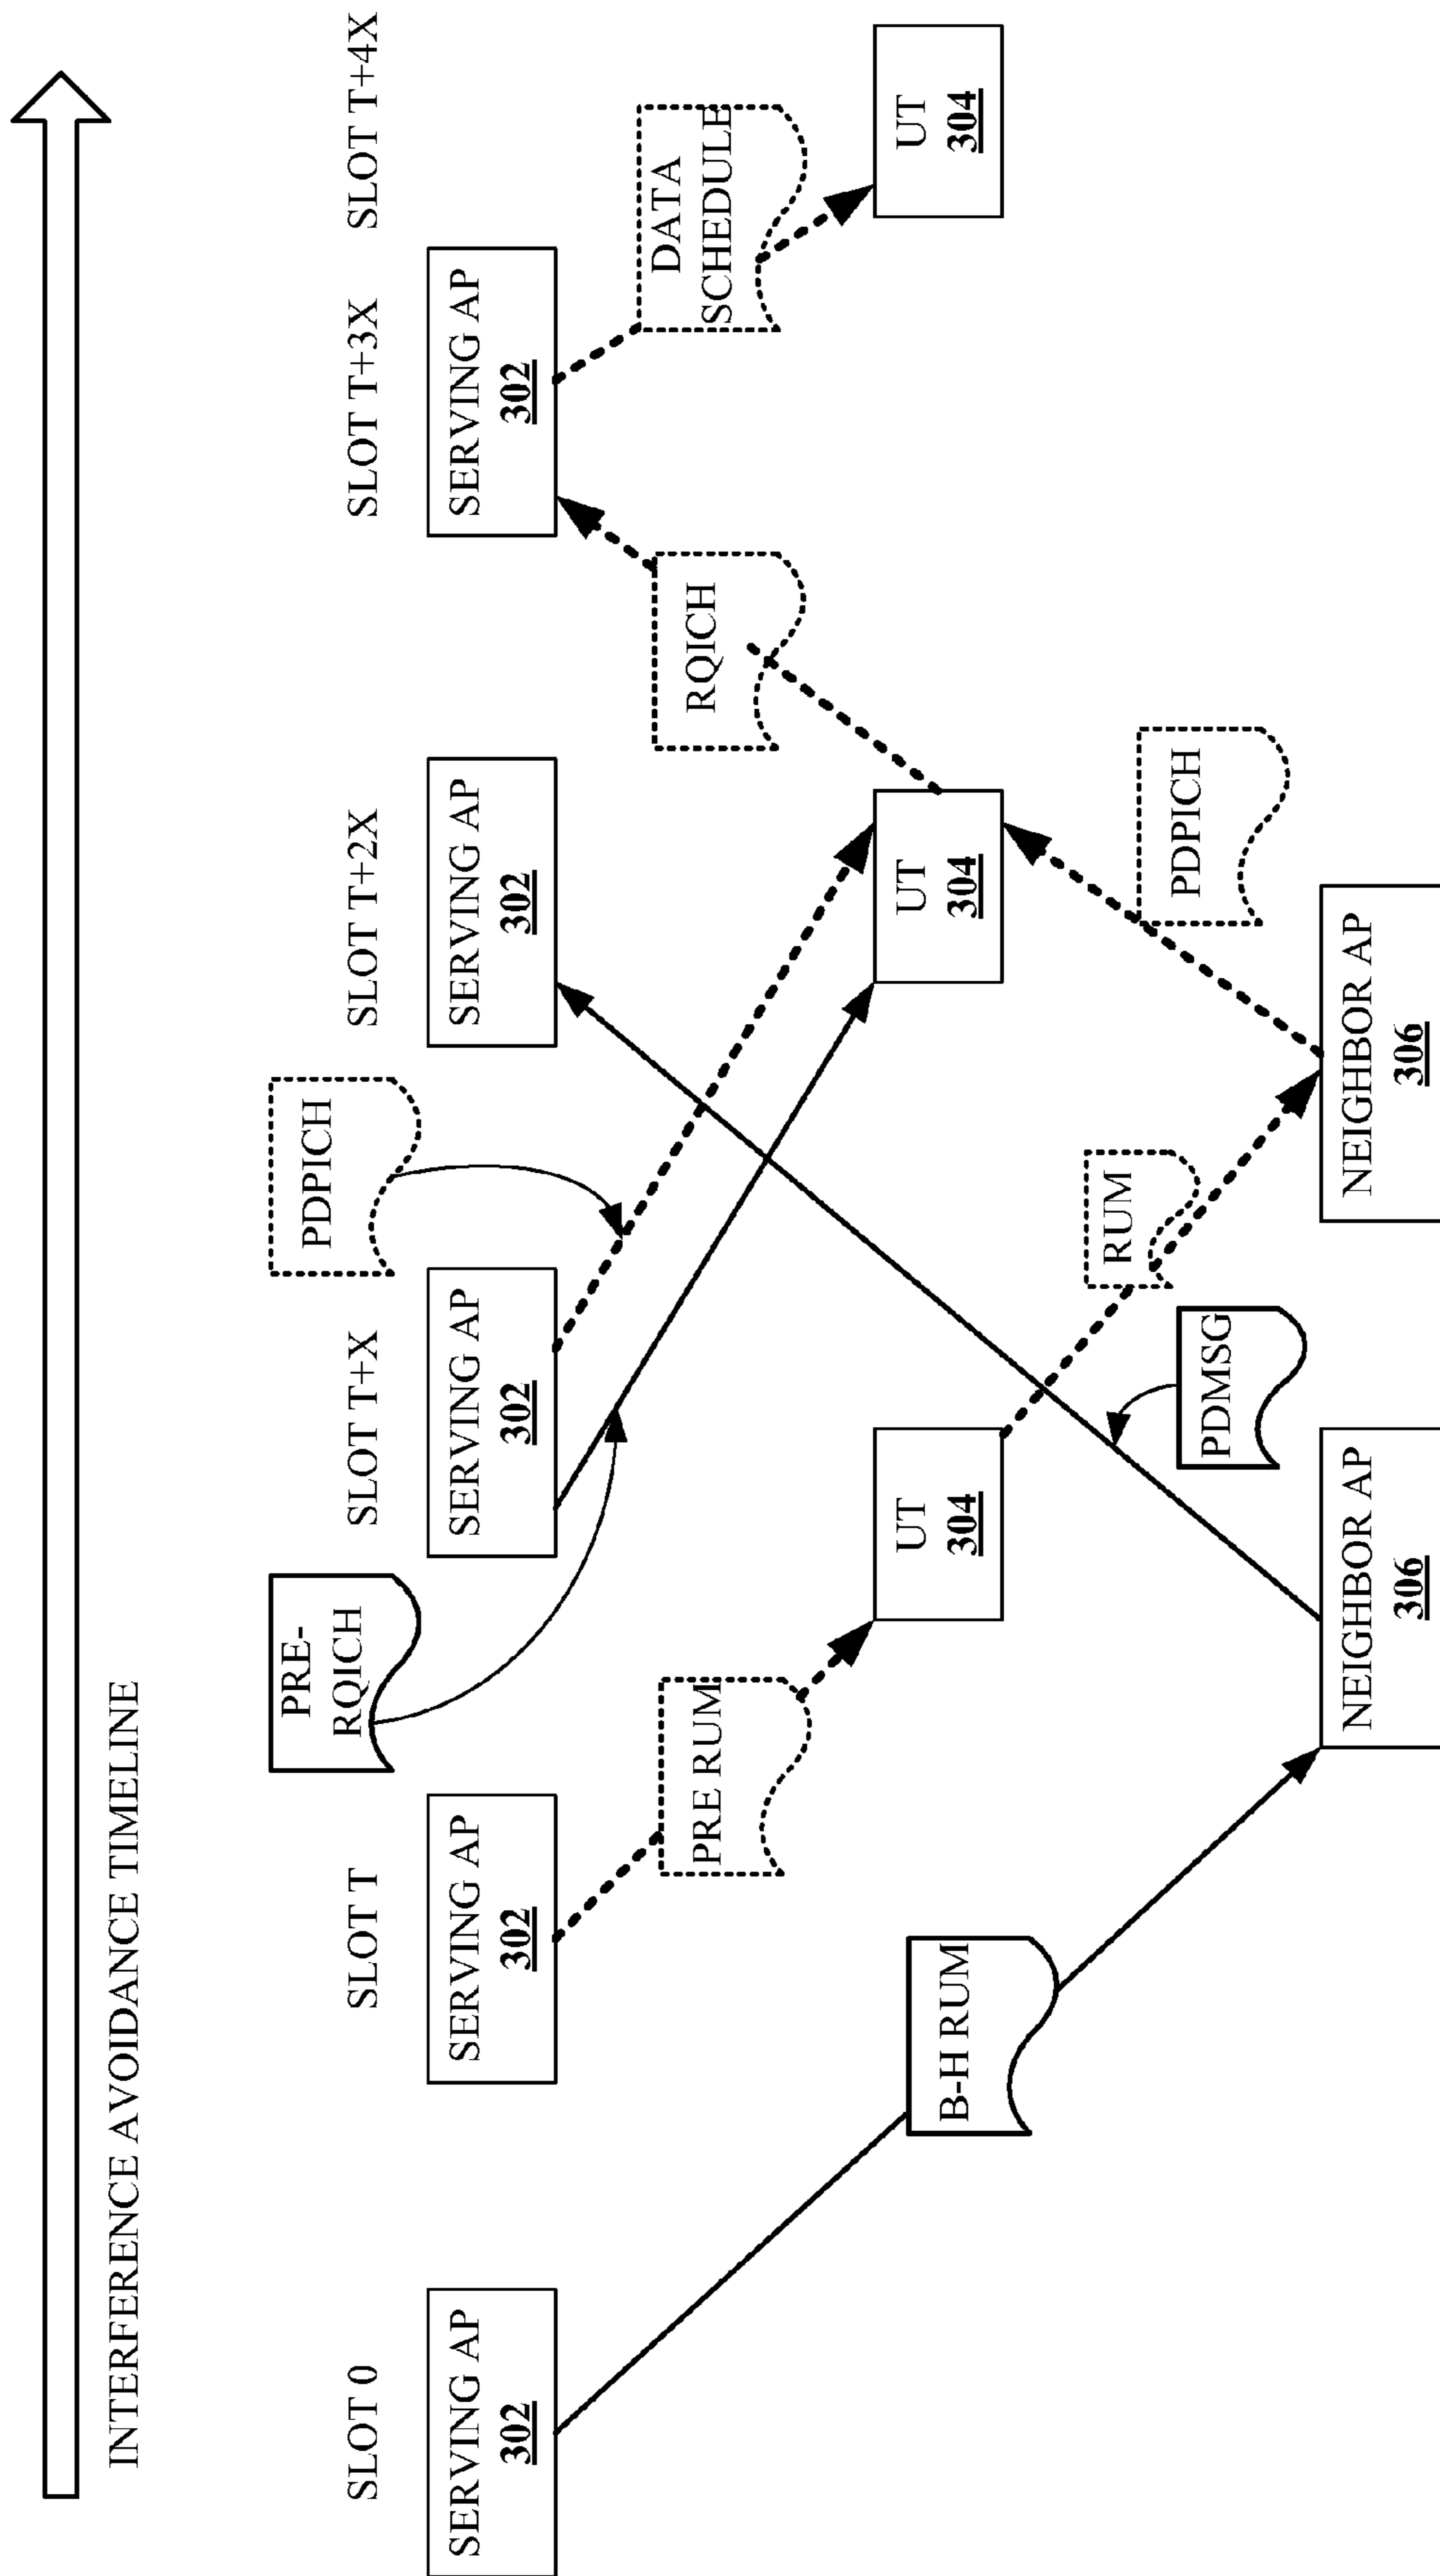 INTERFERENCE AVOIDANCE TIMELINE
SLOT 0
SLOT T
SLOT T+X
SLOT T+2X
SLOT T+3X
SLOT T+4X
PRE-
RQICH
PDPICH
SERVING AP
302
SERVING AP
302
SERVING AP
302
SERVING AP
302
SERVING AP
302
PRE RUM
RQICH
DATA
SCHEDULE
B-H RUM
UT
304
UT
304
UT
304
RUM
PDPICH
PDMSG
NEIGHBOR AP
306
NEIGHBOR AP
306